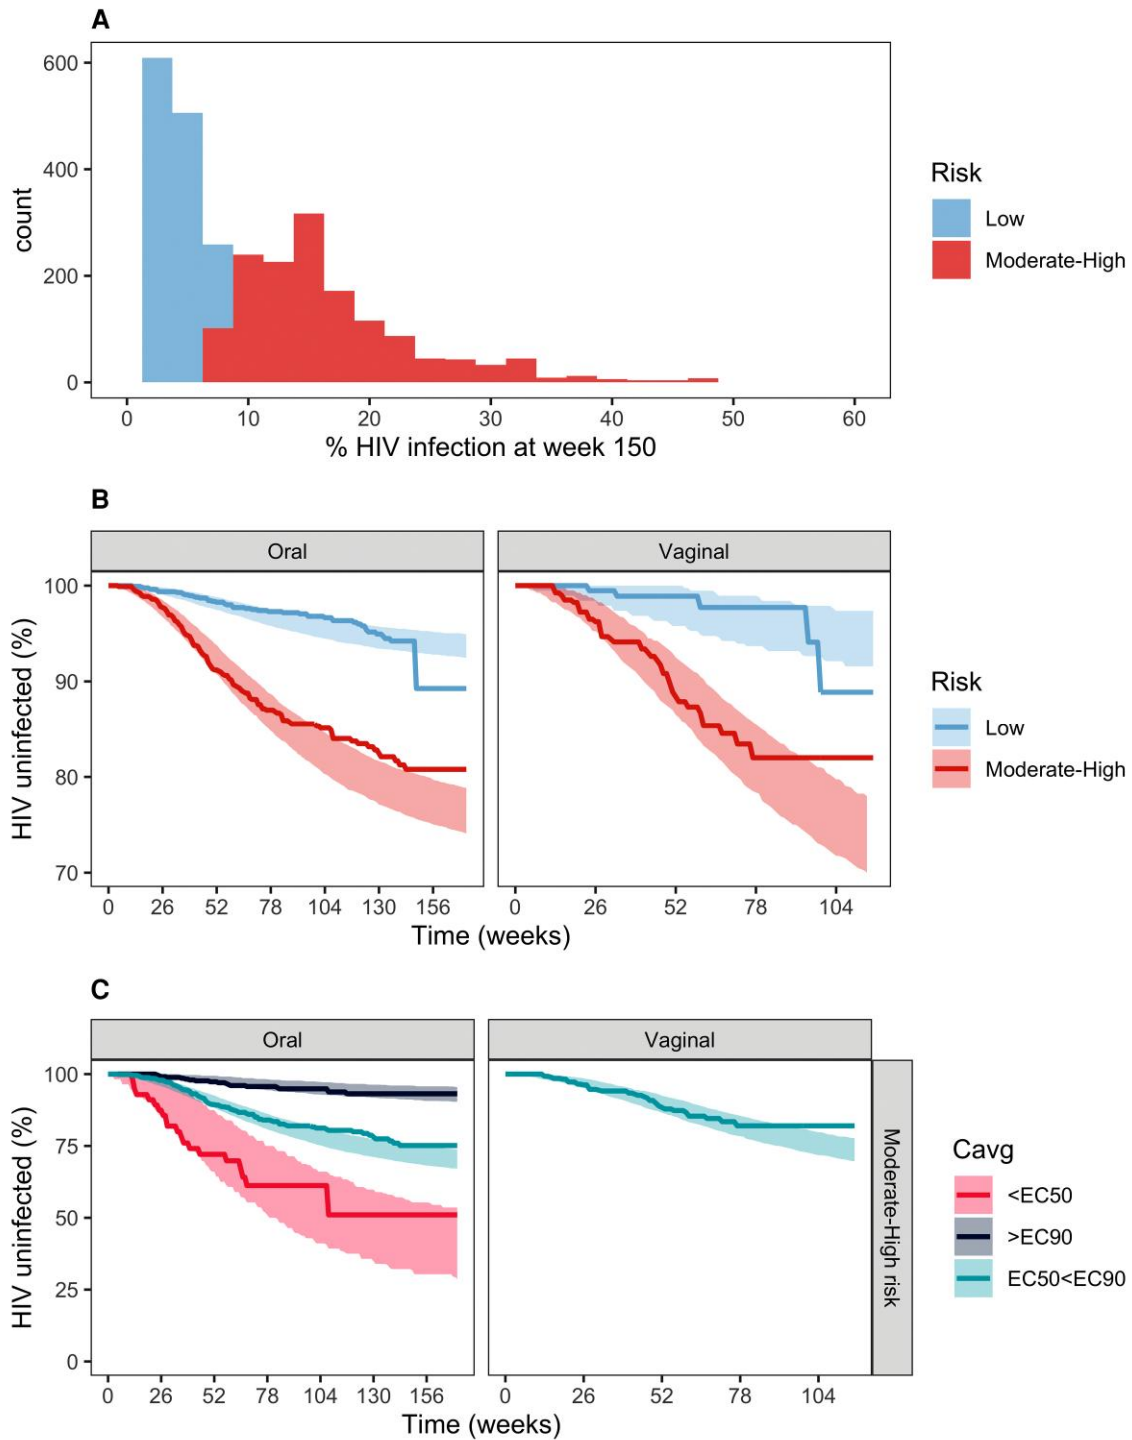 A
600
400
200
0
count
0 10 20 30 40 50 60
% HIV infection at week 150
Risk
Low
Moderate-High
B
Oral
Vaginal
100
90
80
70
HIV uninfected (%)
0 26 52 78 104 130 156
0 26 52 78 104
Time (weeks)
Risk
Low
Moderate-High
C
Oral
Vaginal
100
75
50
25
0
HIV uninfected (%)
0 26 52 78 104 130 156
0 26 52 78 104
Time (weeks)
Moderate-High risk
Cavg
<EC50
>EC90
EC50<EC90